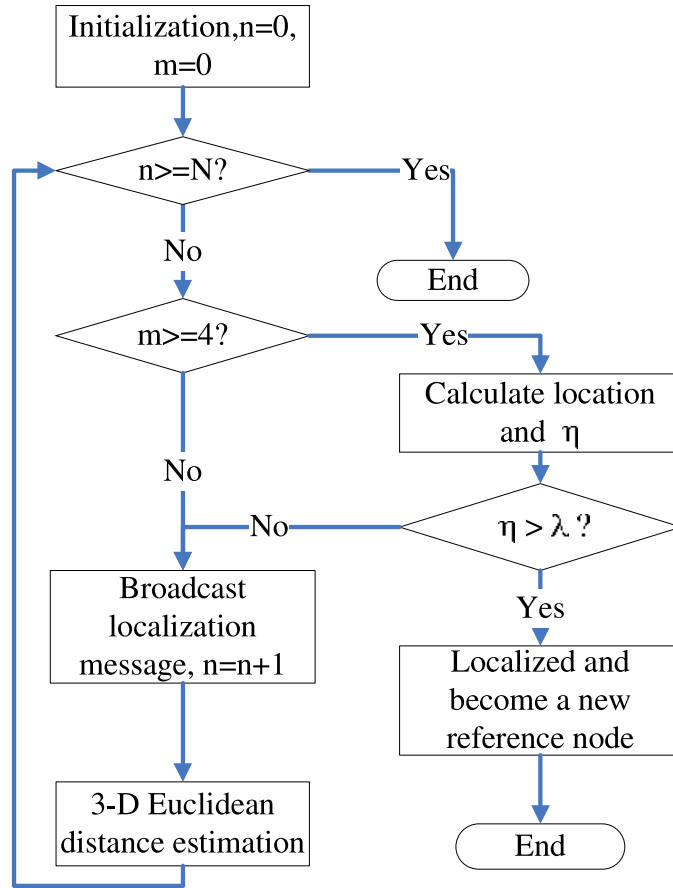 Initialization,n=0,
m=0
n>=N?
Yes
No
End
m>=4?
Yes
Calculate location
and η
No
No
η > λ ?
Broadcast
localization
message, n=n+1
Yes
Localized and
become a new
reference node
3-D Euclidean
distance estimation
End